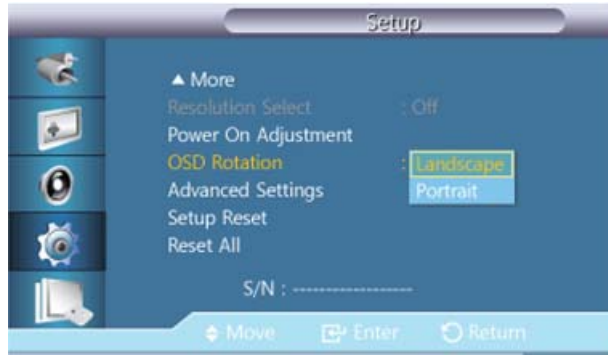 Setup
▲ More
Resolution Select : Off
Power On Adjustment
OSD Rotation : Landscape
Advanced Settings Portrait
Setup Reset
Reset All
S/N : ------------------
Move Enter Return